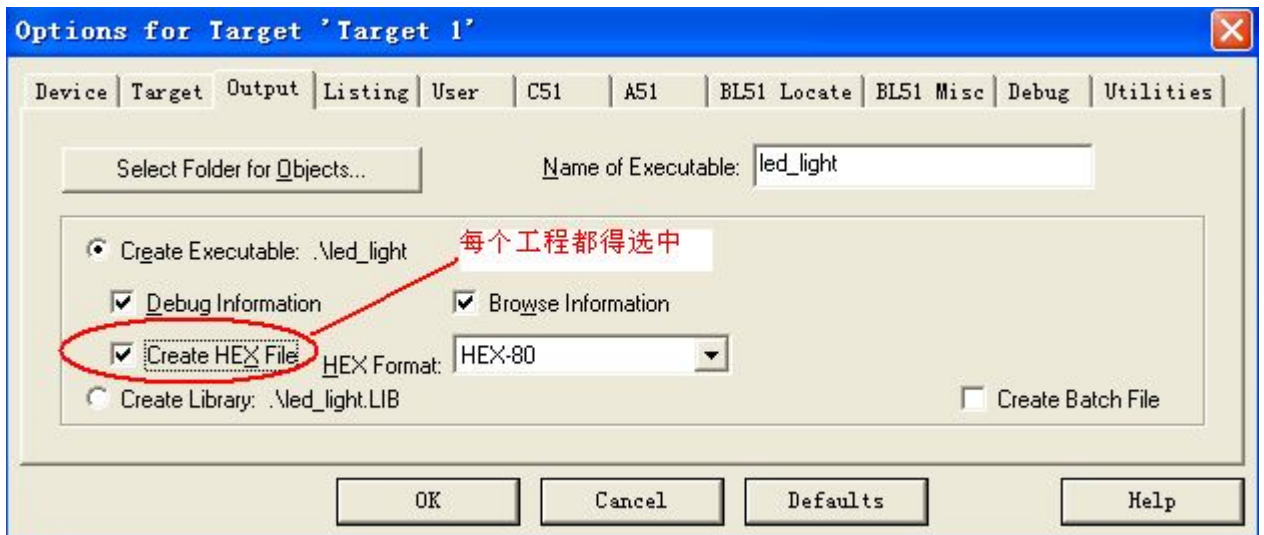 Options for Target 'Target 1'
Device Target Output Listing User C51 A51 BL51 Locate BL51 Misc Debug Utilities
Select Folder for Objects... Name of Executable: led_light
Create Executable: .\led_light 每个工程都得选中
Debug Information Browse Information
Create HEX File HEX Format: HEX-80
Create Library: .\led_light.LIB Create Batch File
OK Cancel Defaults Help